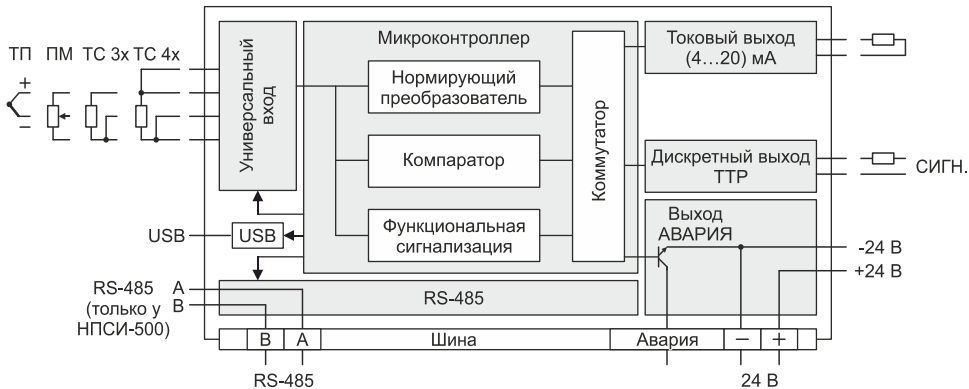 ТП
ПМ
ТС 3х
ТС 4х
+
−
Универсальный
вход
Микроконтроллер
Нормирующий
преобразователь
Компаратор
Функциональная
сигнализация
Коммутатор
Токовый выход
(4…20) мА
Дискретный выход
ТТР
СИГН.
Выход
АВАРИЯ
-24 В
+24 В
USB
USB
RS-485
(только у
НПСИ-500)
A
B
RS-485
B
A
Шина
Авария
−
+
RS-485
24 В